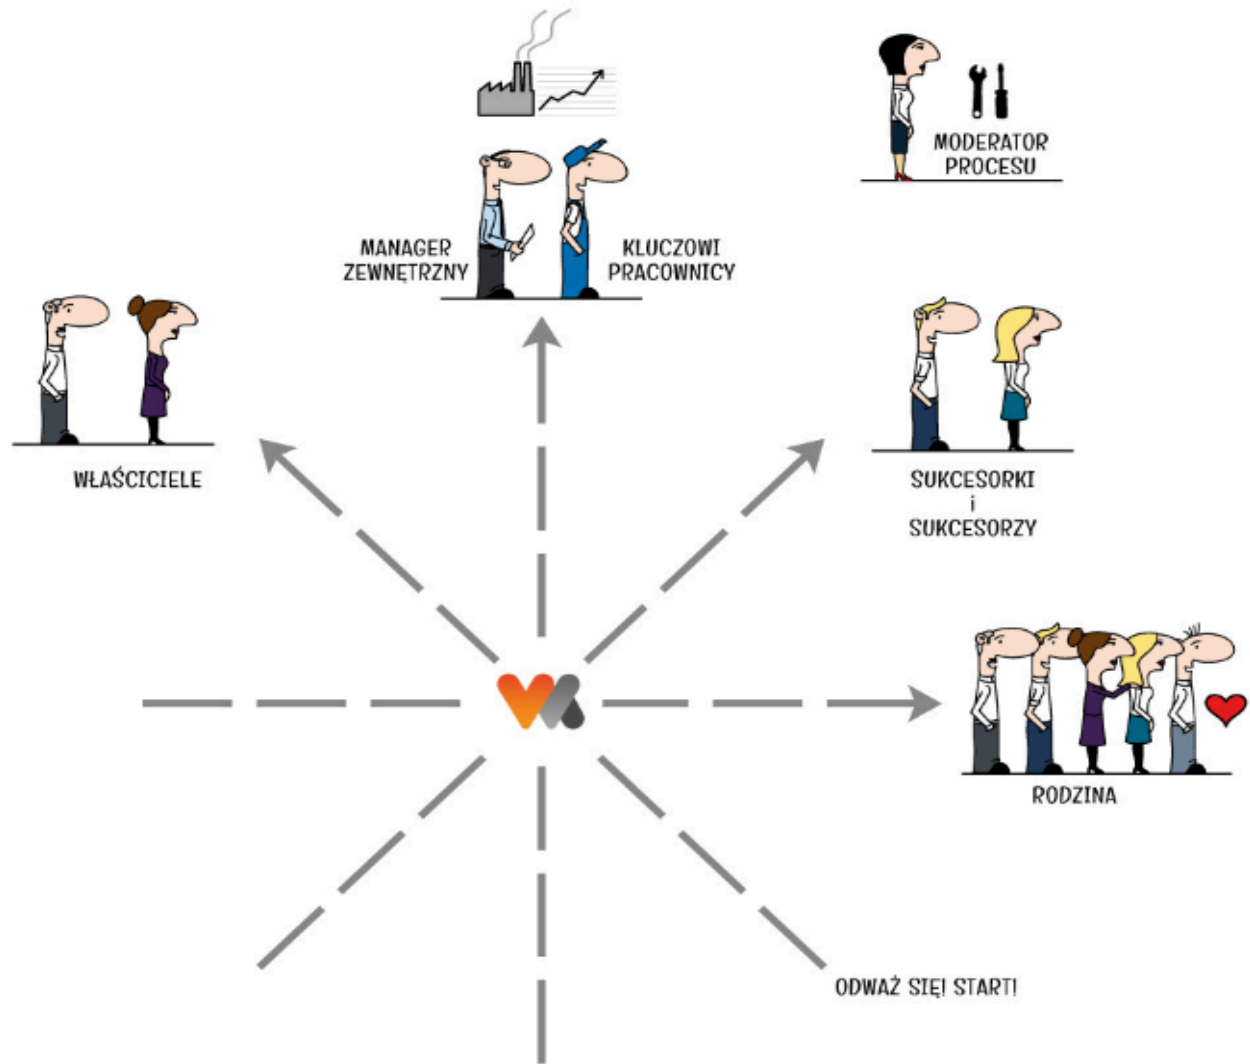 MODERATOR
PROCESU
MANAGER
ZEWNĘTRZNY
KLUCZOWI
PRACOWNICY
WŁAŚCICIELE
SUKCESORKI
i
SUKCESORZY
RODZINA
ODWAŻ SIĘ! START!